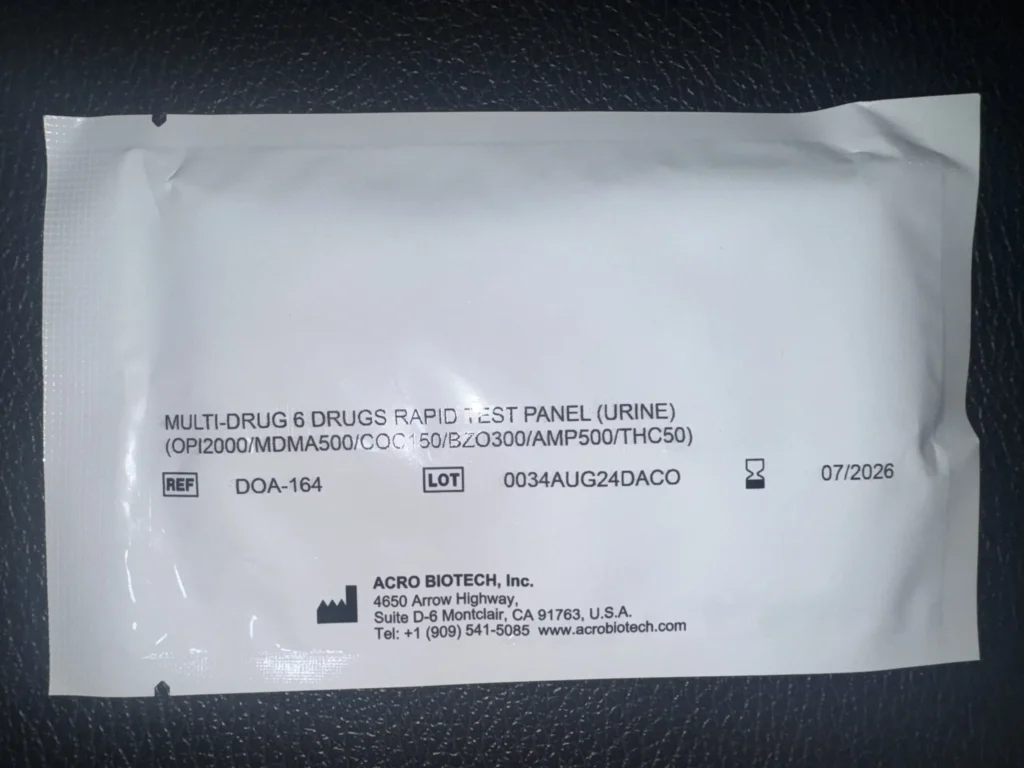 MULTI-DRUG 6 DRUGS RAPID TEST PANEL (URINE)
(OPI2000/MDMA500/COC150/BZO300/AMP500/THC50)
REF DOA-164 LOT 0034AUG24DACO 07/2026
ACRO BIOTECH, Inc.
4650 Arrow Highway,
Suite D-6 Montclair, CA 91763, U.S.A.
Tel: +1 (909) 541-5085 www.acrobiotech.com